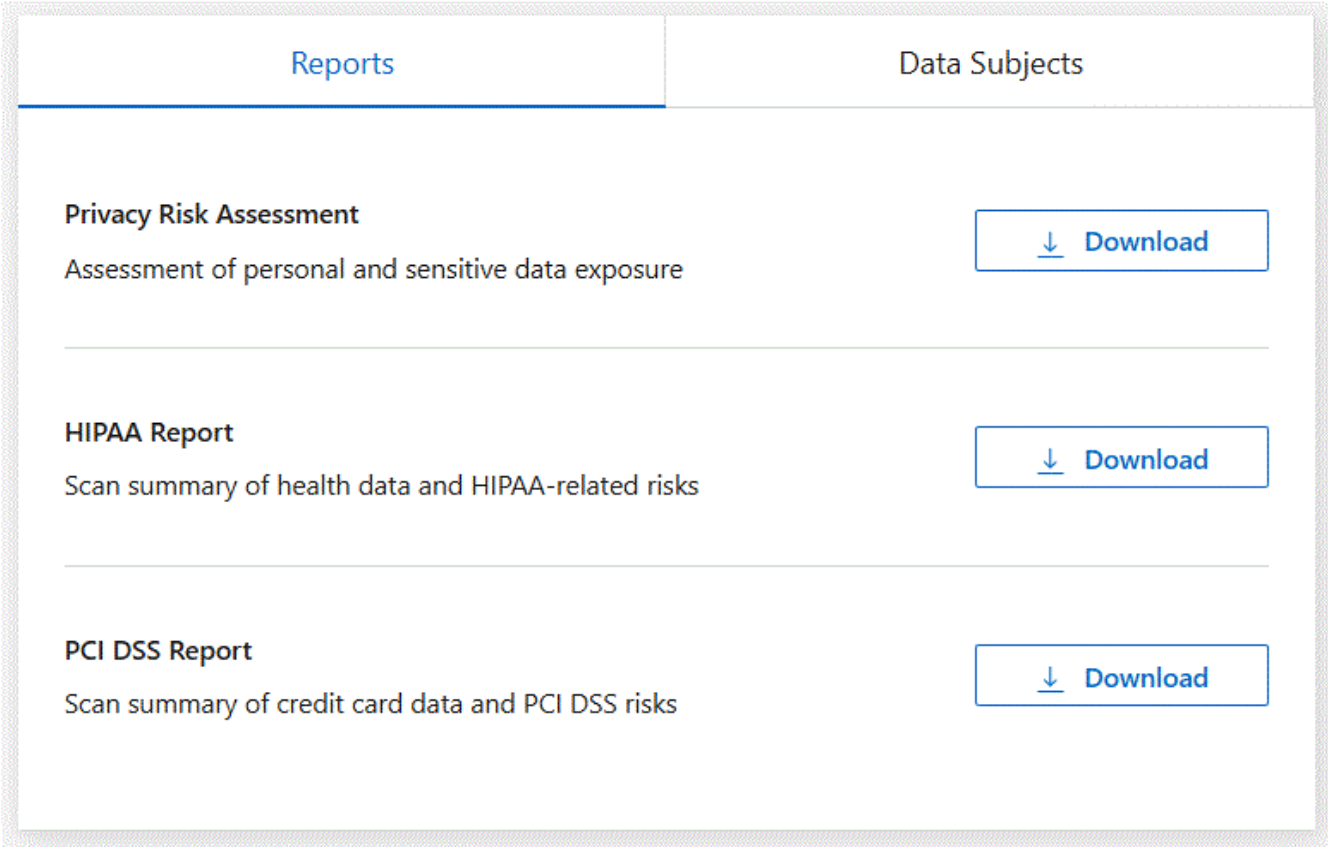 Reports
Data Subjects
Privacy Risk Assessment
Download
Assessment of personal and sensitive data exposure
HIPAA Report
Download
Scan summary of health data and HIPAA-related risks
PCI DSS Report
Download
Scan summary of credit card data and PCI DSS risks